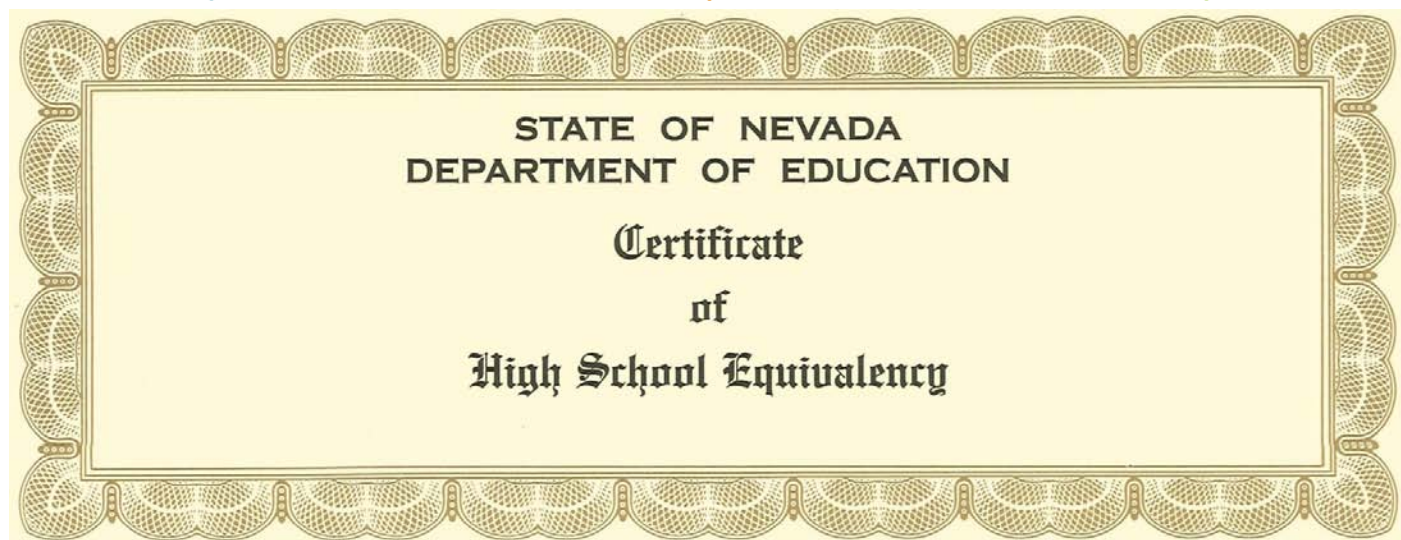 STATE OF NEVADA
DEPARTMENT OF EDUCATION
Certificate
of
High School Equivalency